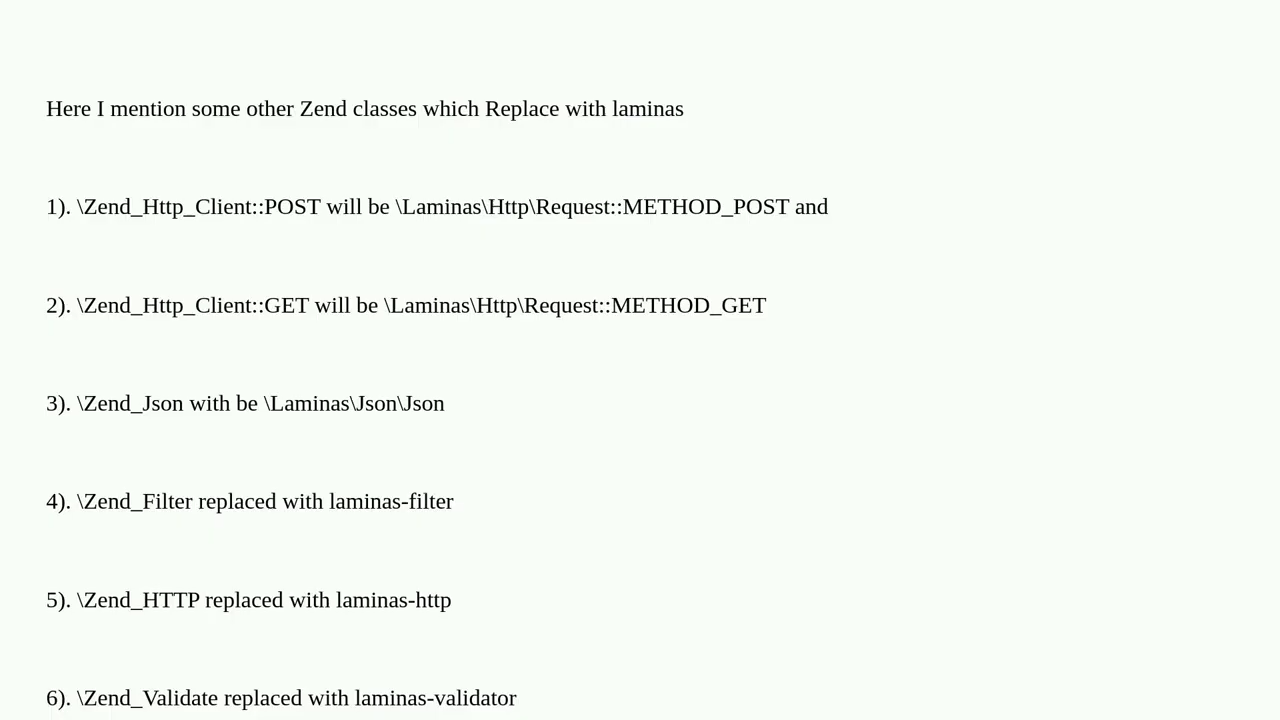 Here I mention some other Zend classes which Replace with laminas
1). \Zend_Http_Client::POST will be \Laminas\Http\Request::METHOD_POST and
2). \Zend_Http_Client::GET will be \Laminas\Http\Request::METHOD_GET
3). \Zend_Json with be \Laminas\Json\Json
4). \Zend_Filter replaced with laminas-filter
5). \Zend_HTTP replaced with laminas-http
6). \Zend_Validate replaced with laminas-validator